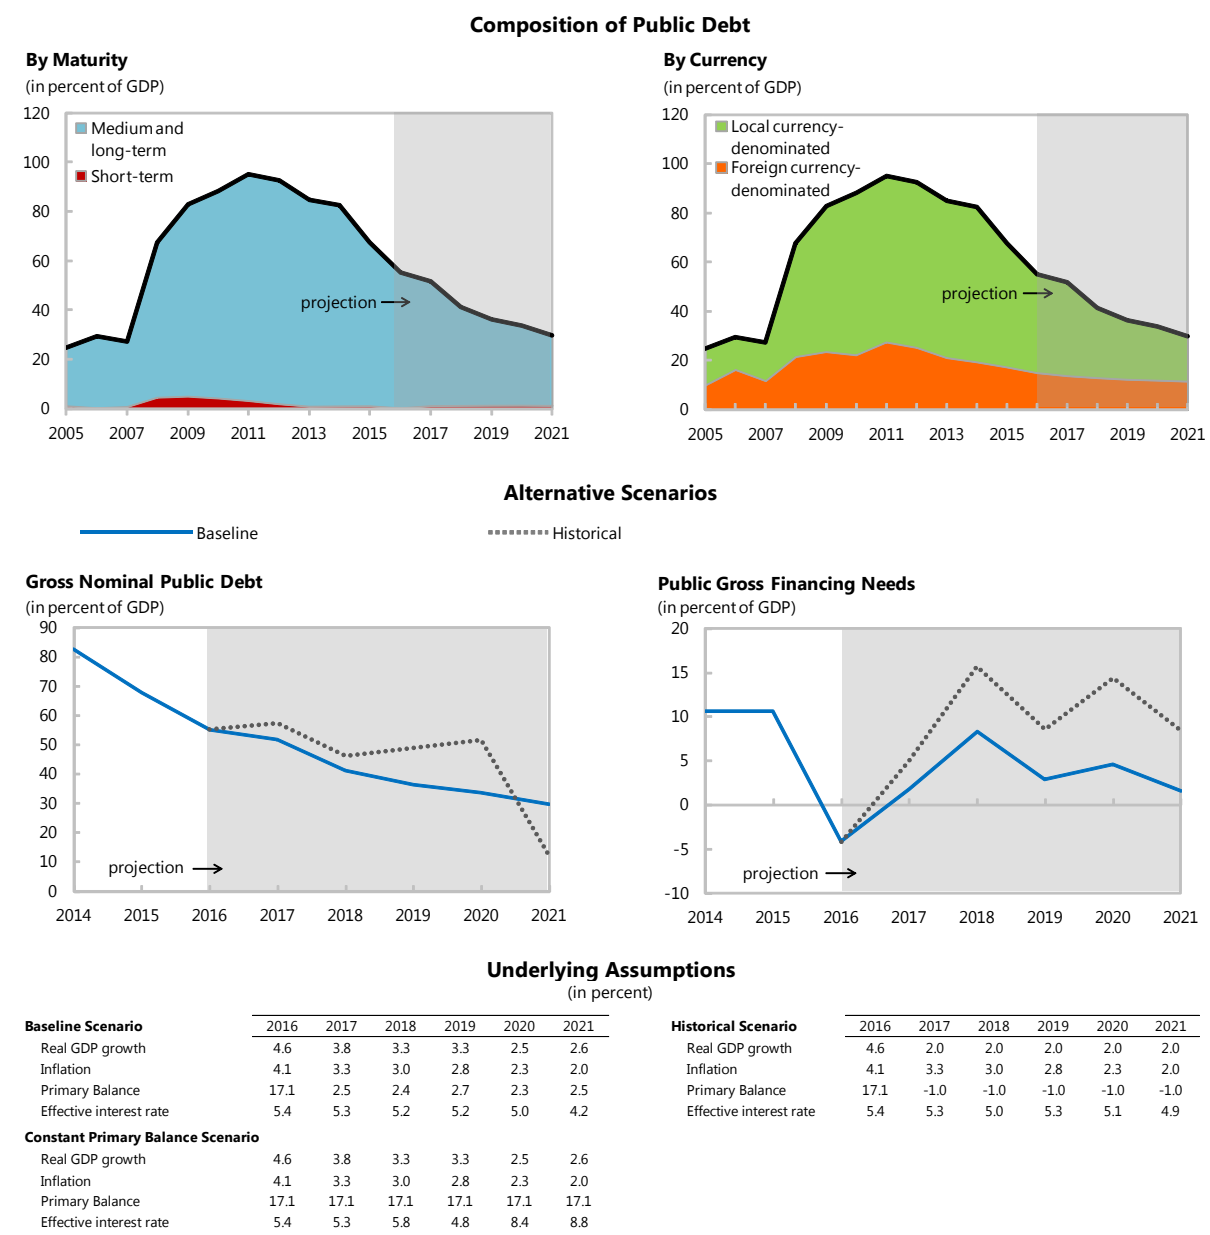 Composition of Public Debt
By Maturity
(in percent of GDP)
120
100
80
60
40
20
0
Medium and
long-term
Short-term
projection
2005 2007 2009 2011 2013 2015 2017 2019 2021
By Currency
(in percent of GDP)
120
100
80
60
40
20
0
Local currency-
denominated
Foreign currency-
denominated
projection
2005 2007 2009 2011 2013 2015 2017 2019 2021
Alternative Scenarios
Baseline Historical
Gross Nominal Public Debt
(in percent of GDP)
90
80
70
60
50
40
30
20
10
0
projection
2014 2015 2016 2017 2018 2019 2020 2021
Public Gross Financing Needs
(in percent of GDP)
20
15
10
5
0
-5
-10
projection
2014 2015 2016 2017 2018 2019 2020 2021
Underlying Assumptions
(in percent)
Baseline Scenario 2016 2017 2018 2019 2020 2021
Real GDP growth 4.6 3.8 3.3 3.3 2.5 2.6
Inflation 4.1 3.3 3.0 2.8 2.3 2.0
Primary Balance 17.1 2.5 2.4 2.7 2.3 2.5
Effective interest rate 5.4 5.3 5.2 5.2 5.0 4.2
Constant Primary Balance Scenario
Real GDP growth 4.6 3.8 3.3 3.3 2.5 2.6
Inflation 4.1 3.3 3.0 2.8 2.3 2.0
Primary Balance 17.1 17.1 17.1 17.1 17.1 17.1
Effective interest rate 5.4 5.3 5.8 4.8 8.4 8.8
Historical Scenario 2016 2017 2018 2019 2020 2021
Real GDP growth 4.6 2.0 2.0 2.0 2.0 2.0
Inflation 4.1 3.3 3.0 2.8 2.3 2.0
Primary Balance 17.1 -1.0 -1.0 -1.0 -1.0 -1.0
Effective interest rate 5.4 5.3 5.0 5.3 5.1 4.9